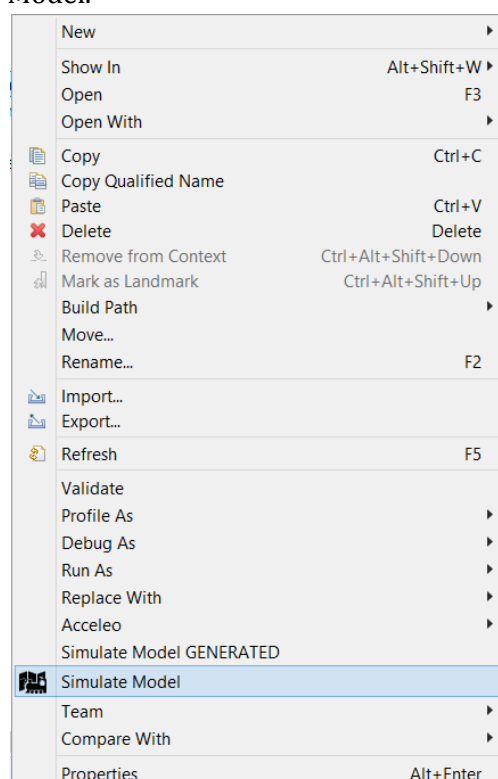 Model.
New
Show In Alt+Shift+W
Open F3
Open With
Copy Ctrl+C
Copy Qualified Name
Paste Ctrl+V
Delete Delete
Remove from Context Ctrl+Alt+Shift+Down
Mark as Landmark Ctrl+Alt+Shift+Up
Build Path
Move...
Rename... F2
Import...
Export...
Refresh F5
Validate
Profile As
Debug As
Run As
Replace With
Acceleo
Simulate Model GENERATED
Simulate Model
Team
Compare With
Properties Alt+Enter